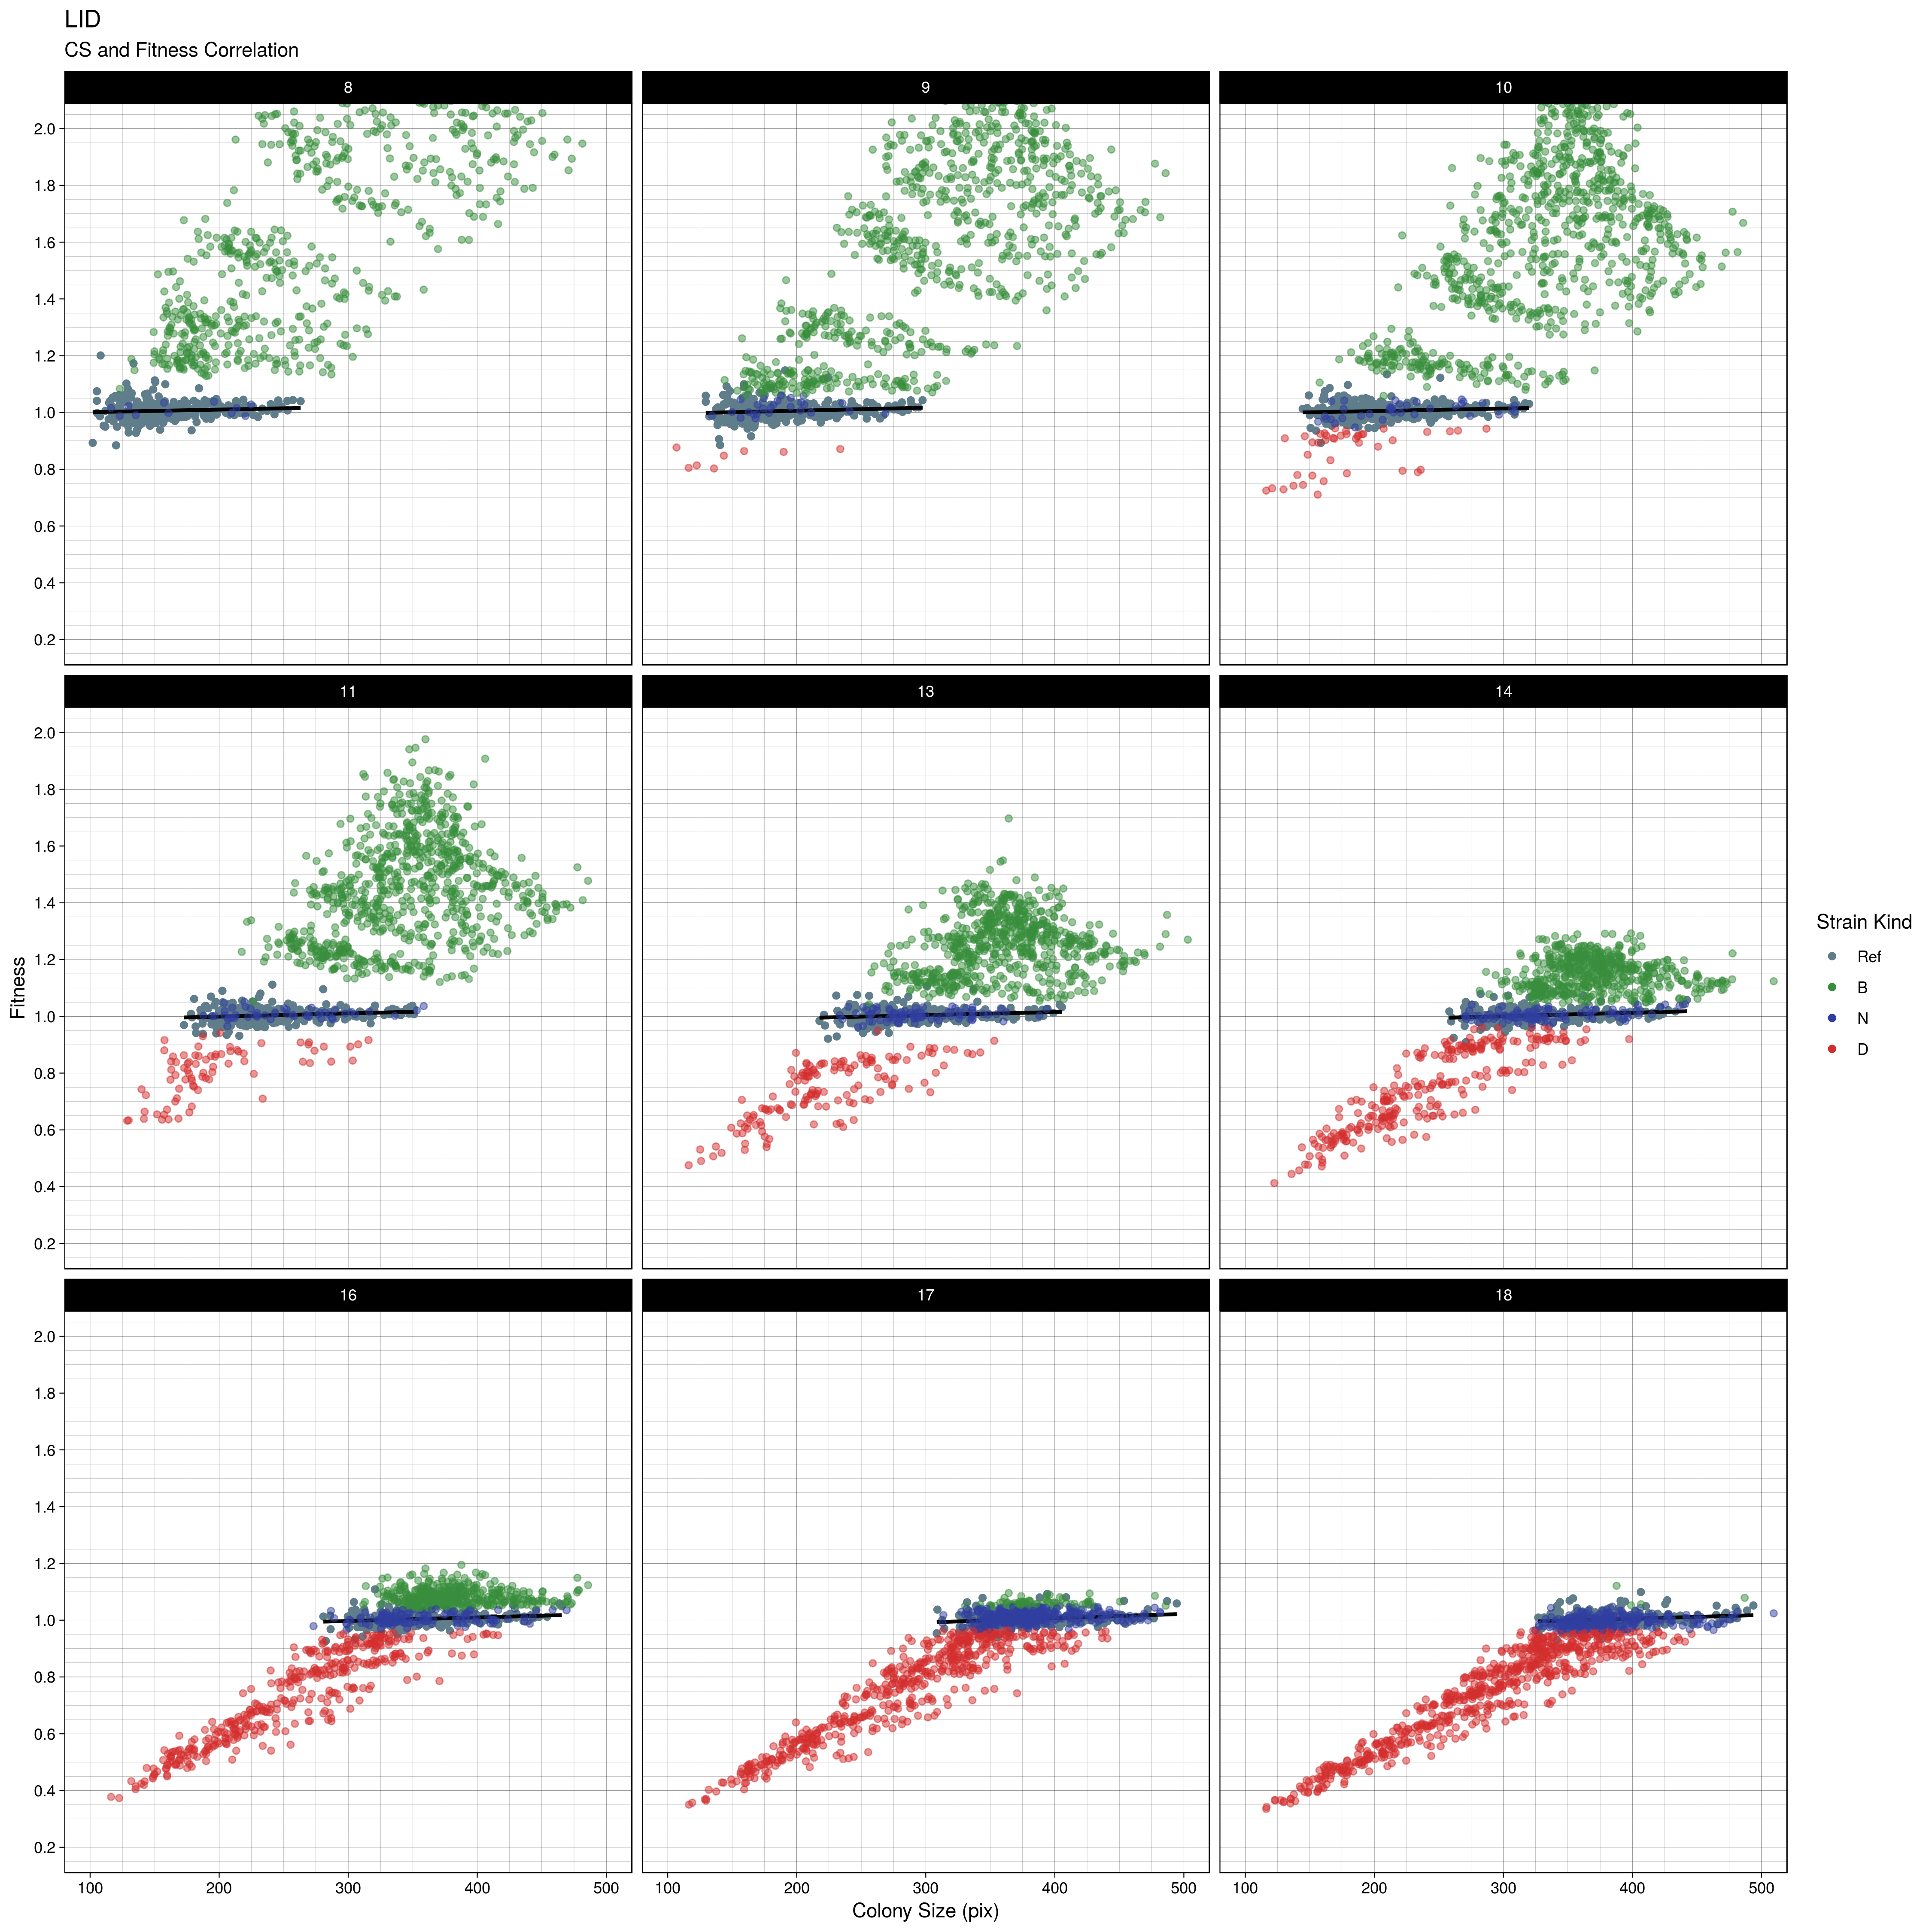 LID
CS and Fitness Correlation
8 9 10
2.0
1.8
1.6
1.4
1.2
1.0
0.8
0.6
0.4
0.2
11 13 14
2.0
1.8
1.6
1.4
1.2
1.0
0.8
0.6
0.4
0.2
Fitness
Strain Kind
Ref
B
N
D
16 17 18
2.0
1.8
1.6
1.4
1.2
1.0
0.8
0.6
0.4
0.2
100 200 300 400 500 100 200 300 400 500 100 200 300 400 500
Colony Size (pix)